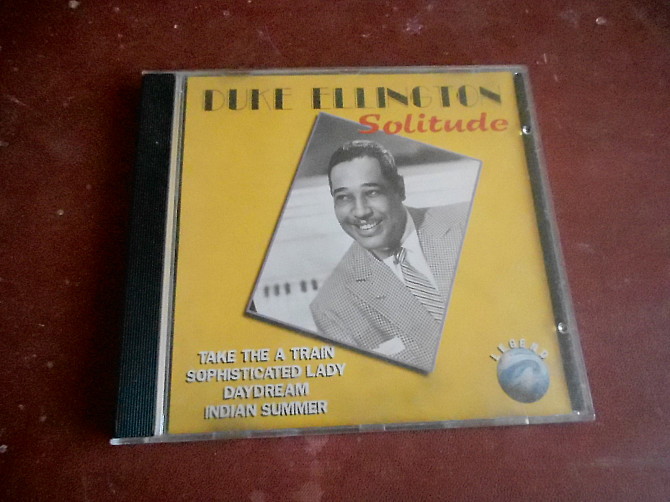 DUKE ELLINGTON
Solitude
TAKE THE A TRAIN
SOPHISTICATED LADY
DAYDREAM
INDIAN SUMMER
LEGEND